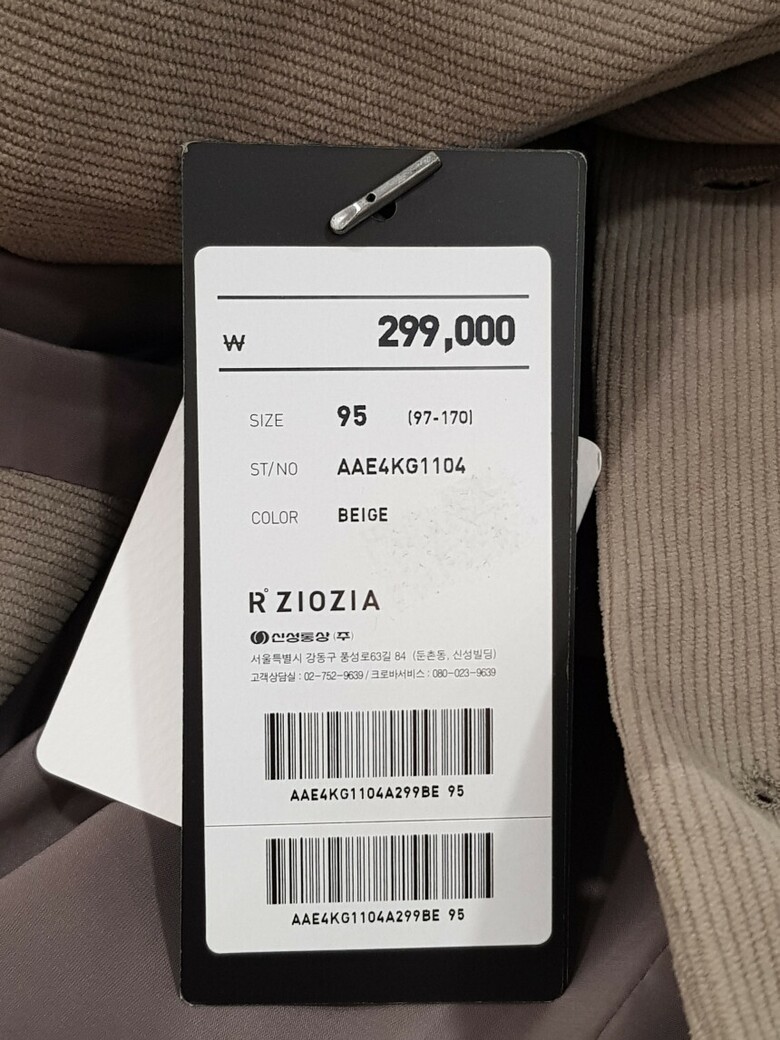 ₩ 299,000
SIZE 95 (97-170)
ST/NO AAE4KG1104
COLOR BEIGE
R° ZIOZIA
신성통상(주)
서울특별시 강동구 풍성로63길 84 (둔촌동, 신성빌딩)
고객상담실 : 02-752-9639 / 크로바서비스 : 080-023-9639
AAE4KG1104A299BE 95
AAE4KG1104A299BE 95